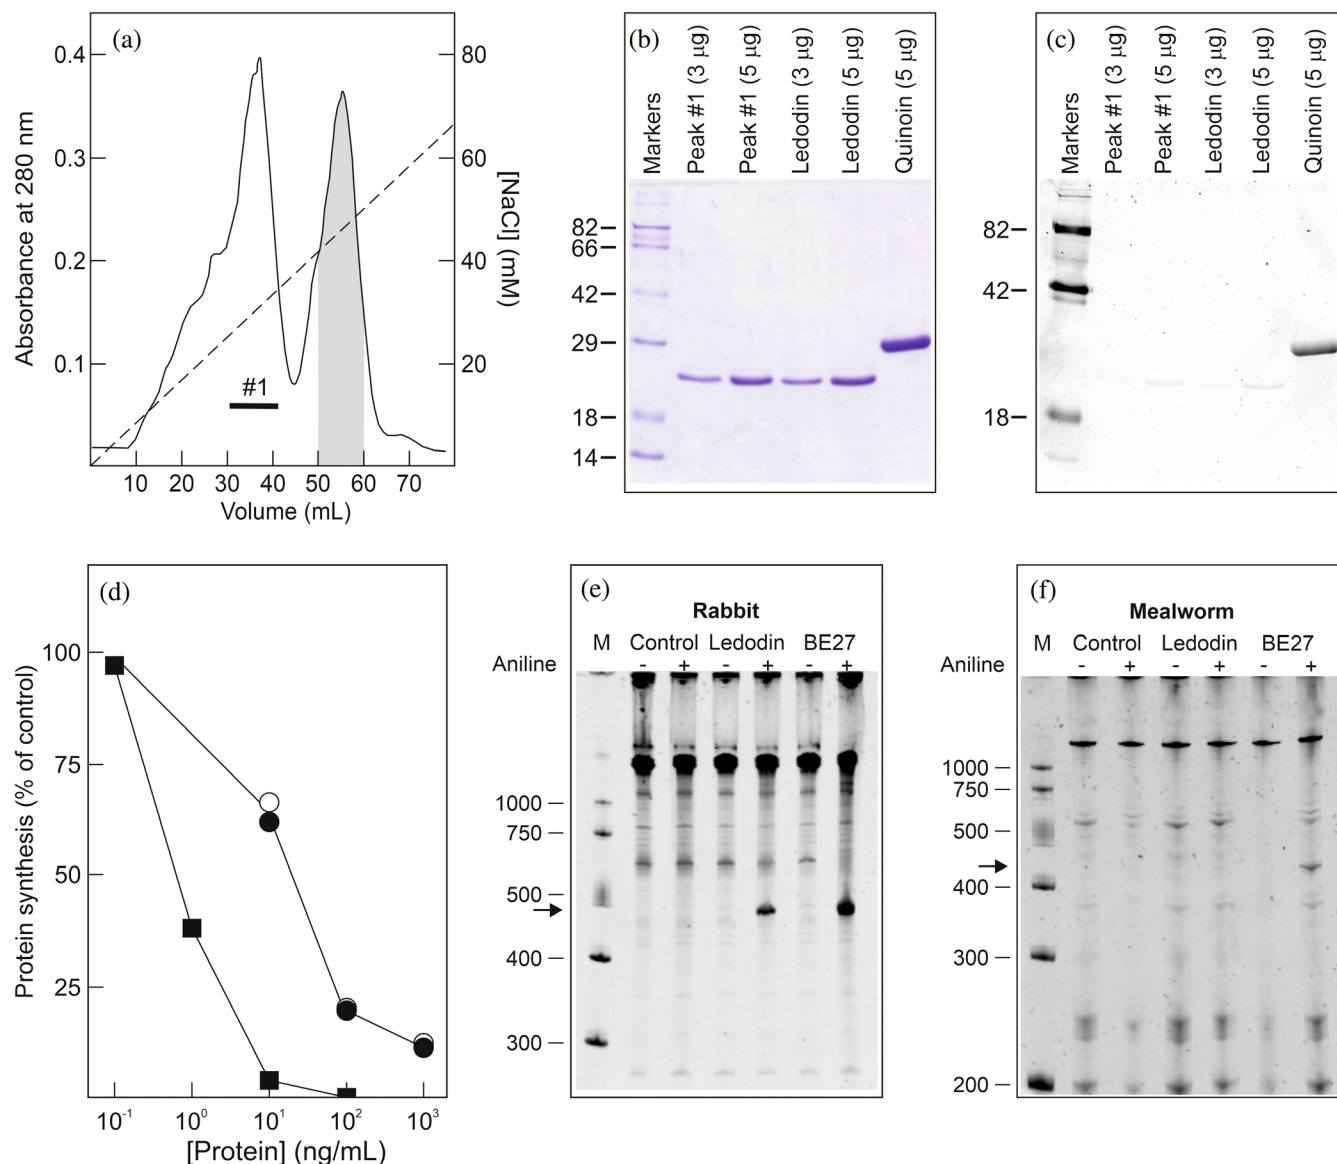 (a)
Absorbance at 280 nm
0.4
0.3
0.2
0.1
80
60
40
20
[NaCl] (mM)
#1
10 20 30 40 50 60 70
Volume (mL)
(b)
Markers
Peak #1 (3 µg)
Peak #1 (5 µg)
Ledodin (3 µg)
Ledodin (5 µg)
Quinoin (5 µg)
82
66
42
29
18
14
(c)
Markers
Peak #1 (3 µg)
Peak #1 (5 µg)
Ledodin (3 µg)
Ledodin (5 µg)
Quinoin (5 µg)
82
42
18
(d)
Protein synthesis (% of control)
100
75
50
25
10⁻¹ 10⁰ 10¹ 10² 10³
[Protein] (ng/mL)
(e)
Rabbit
M Control Ledodin BE27
Aniline - + - + - +
1000
750
500
400
300
(f)
Mealworm
M Control Ledodin BE27
Aniline - + - + - +
1000
750
500
400
300
200